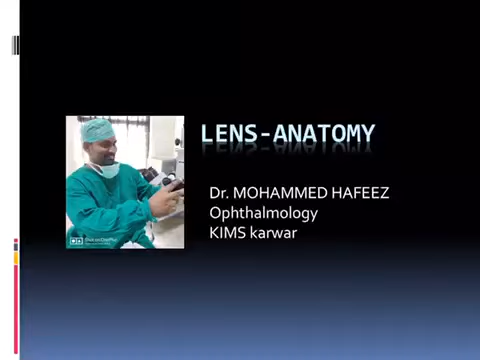 LENS-ANATOMY
Dr. MOHAMMED HAFEEZ
Ophthalmology
KIMS karwar